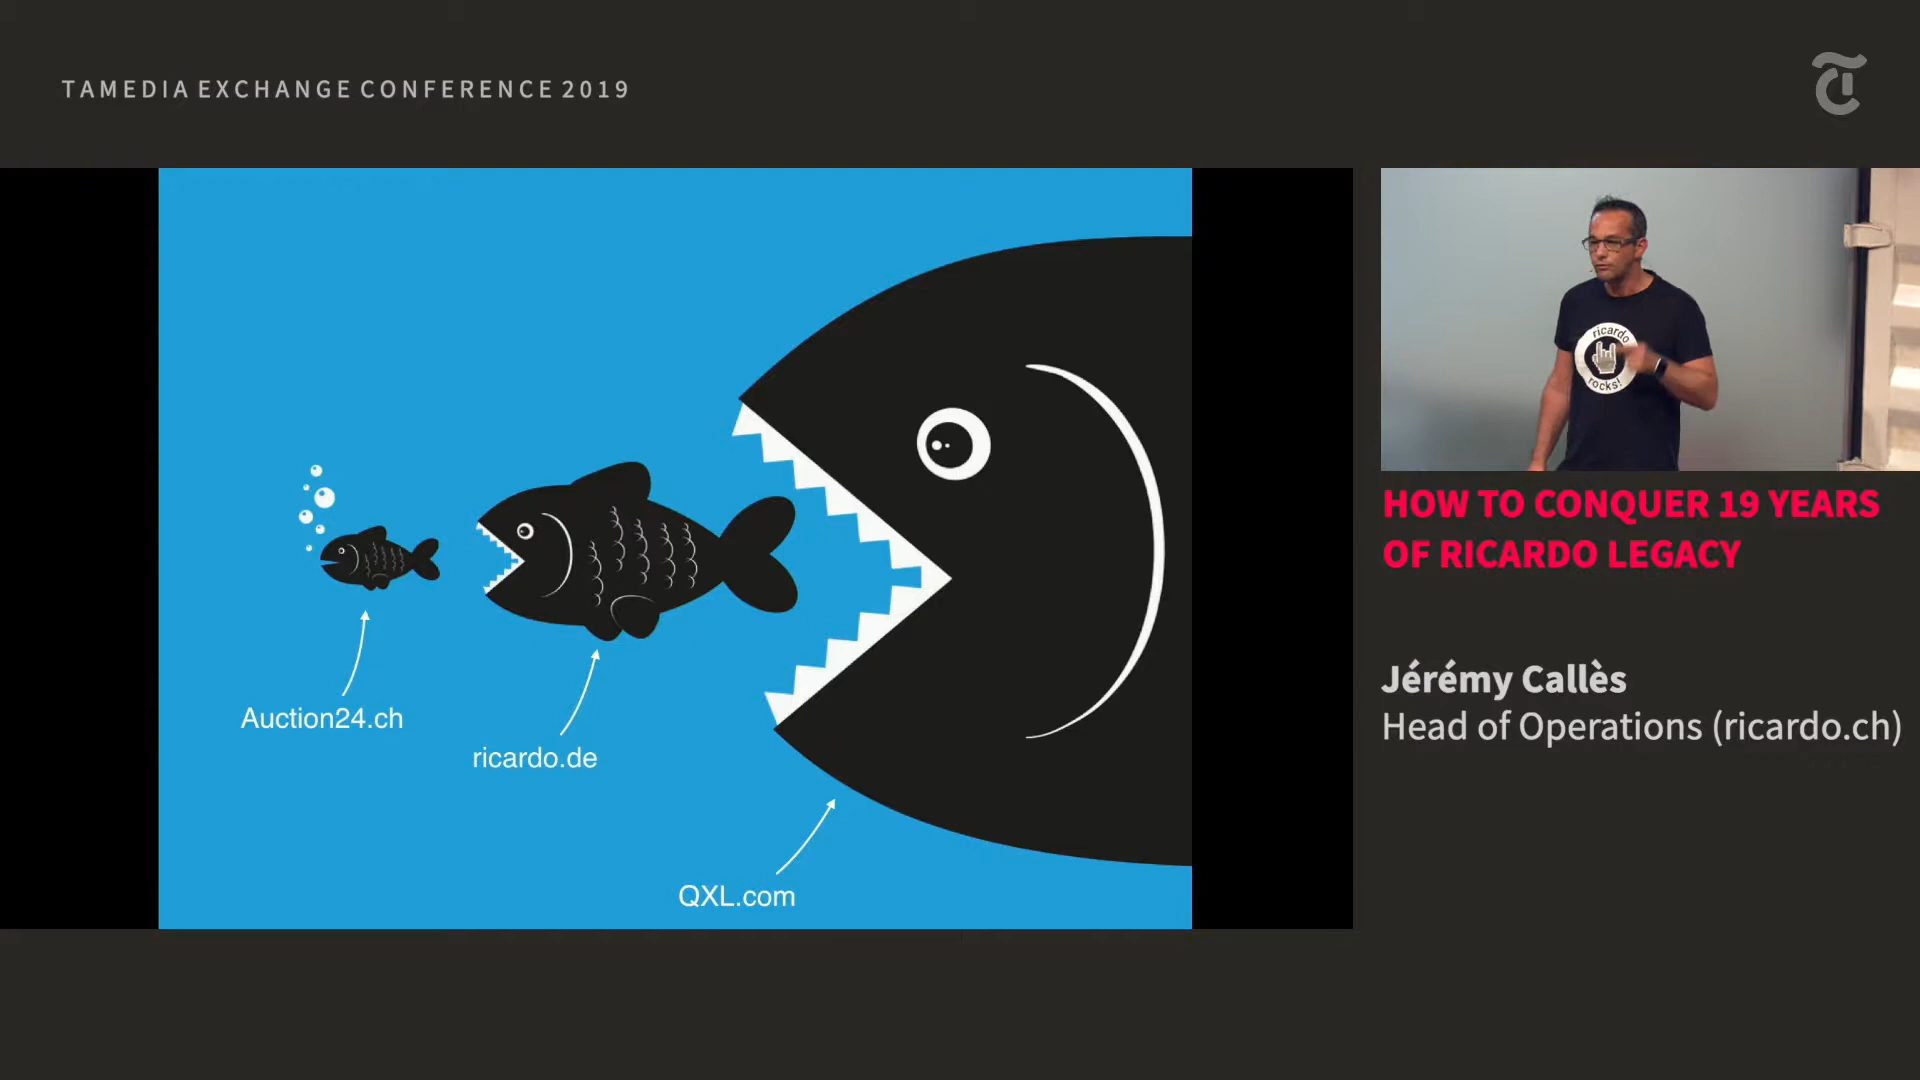 TAMEDIA EXCHANGE CONFERENCE 2019
Auction24.ch
ricardo.de
QXL.com
ricardo
rocks!
HOW TO CONQUER 19 YEARS
OF RICARDO LEGACY
Jérémy Callès
Head of Operations (ricardo.ch)